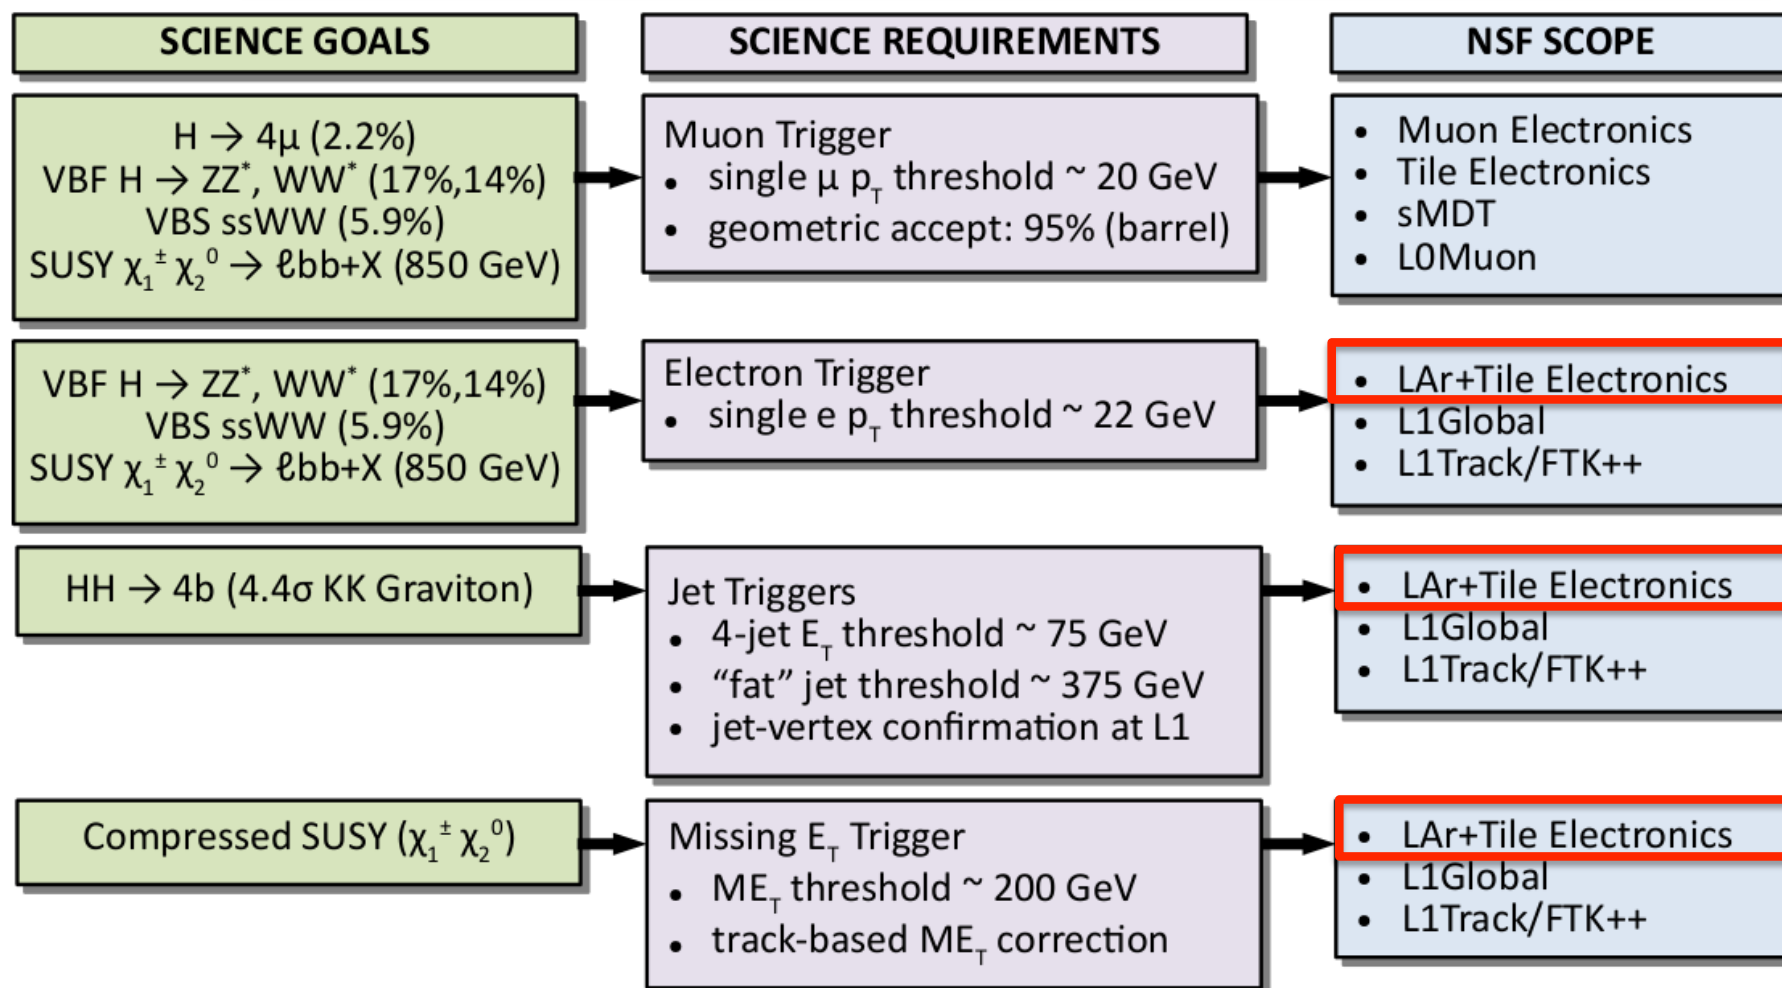 SCIENCE GOALS
SCIENCE REQUIREMENTS
NSF SCOPE
H → 4μ (2.2%)
VBF H → ZZ*, WW* (17%,14%)
VBS ssWW (5.9%)
SUSY χ₁± χ₂⁰ → ℓbb+X (850 GeV)
Muon Trigger
• single μ p_T threshold ~ 20 GeV
• geometric accept: 95% (barrel)
• Muon Electronics
• Tile Electronics
• sMDT
• L0Muon
VBF H → ZZ*, WW* (17%,14%)
VBS ssWW (5.9%)
SUSY χ₁± χ₂⁰ → ℓbb+X (850 GeV)
Electron Trigger
• single e p_T threshold ~ 22 GeV
• LAr+Tile Electronics
• L1Global
• L1Track/FTK++
HH → 4b (4.4σ KK Graviton)
Jet Triggers
• 4-jet E_T threshold ~ 75 GeV
• “fat” jet threshold ~ 375 GeV
• jet-vertex confirmation at L1
• LAr+Tile Electronics
• L1Global
• L1Track/FTK++
Compressed SUSY (χ₁± χ₂⁰)
Missing E_T Trigger
• ME_T threshold ~ 200 GeV
• track-based ME_T correction
• LAr+Tile Electronics
• L1Global
• L1Track/FTK++